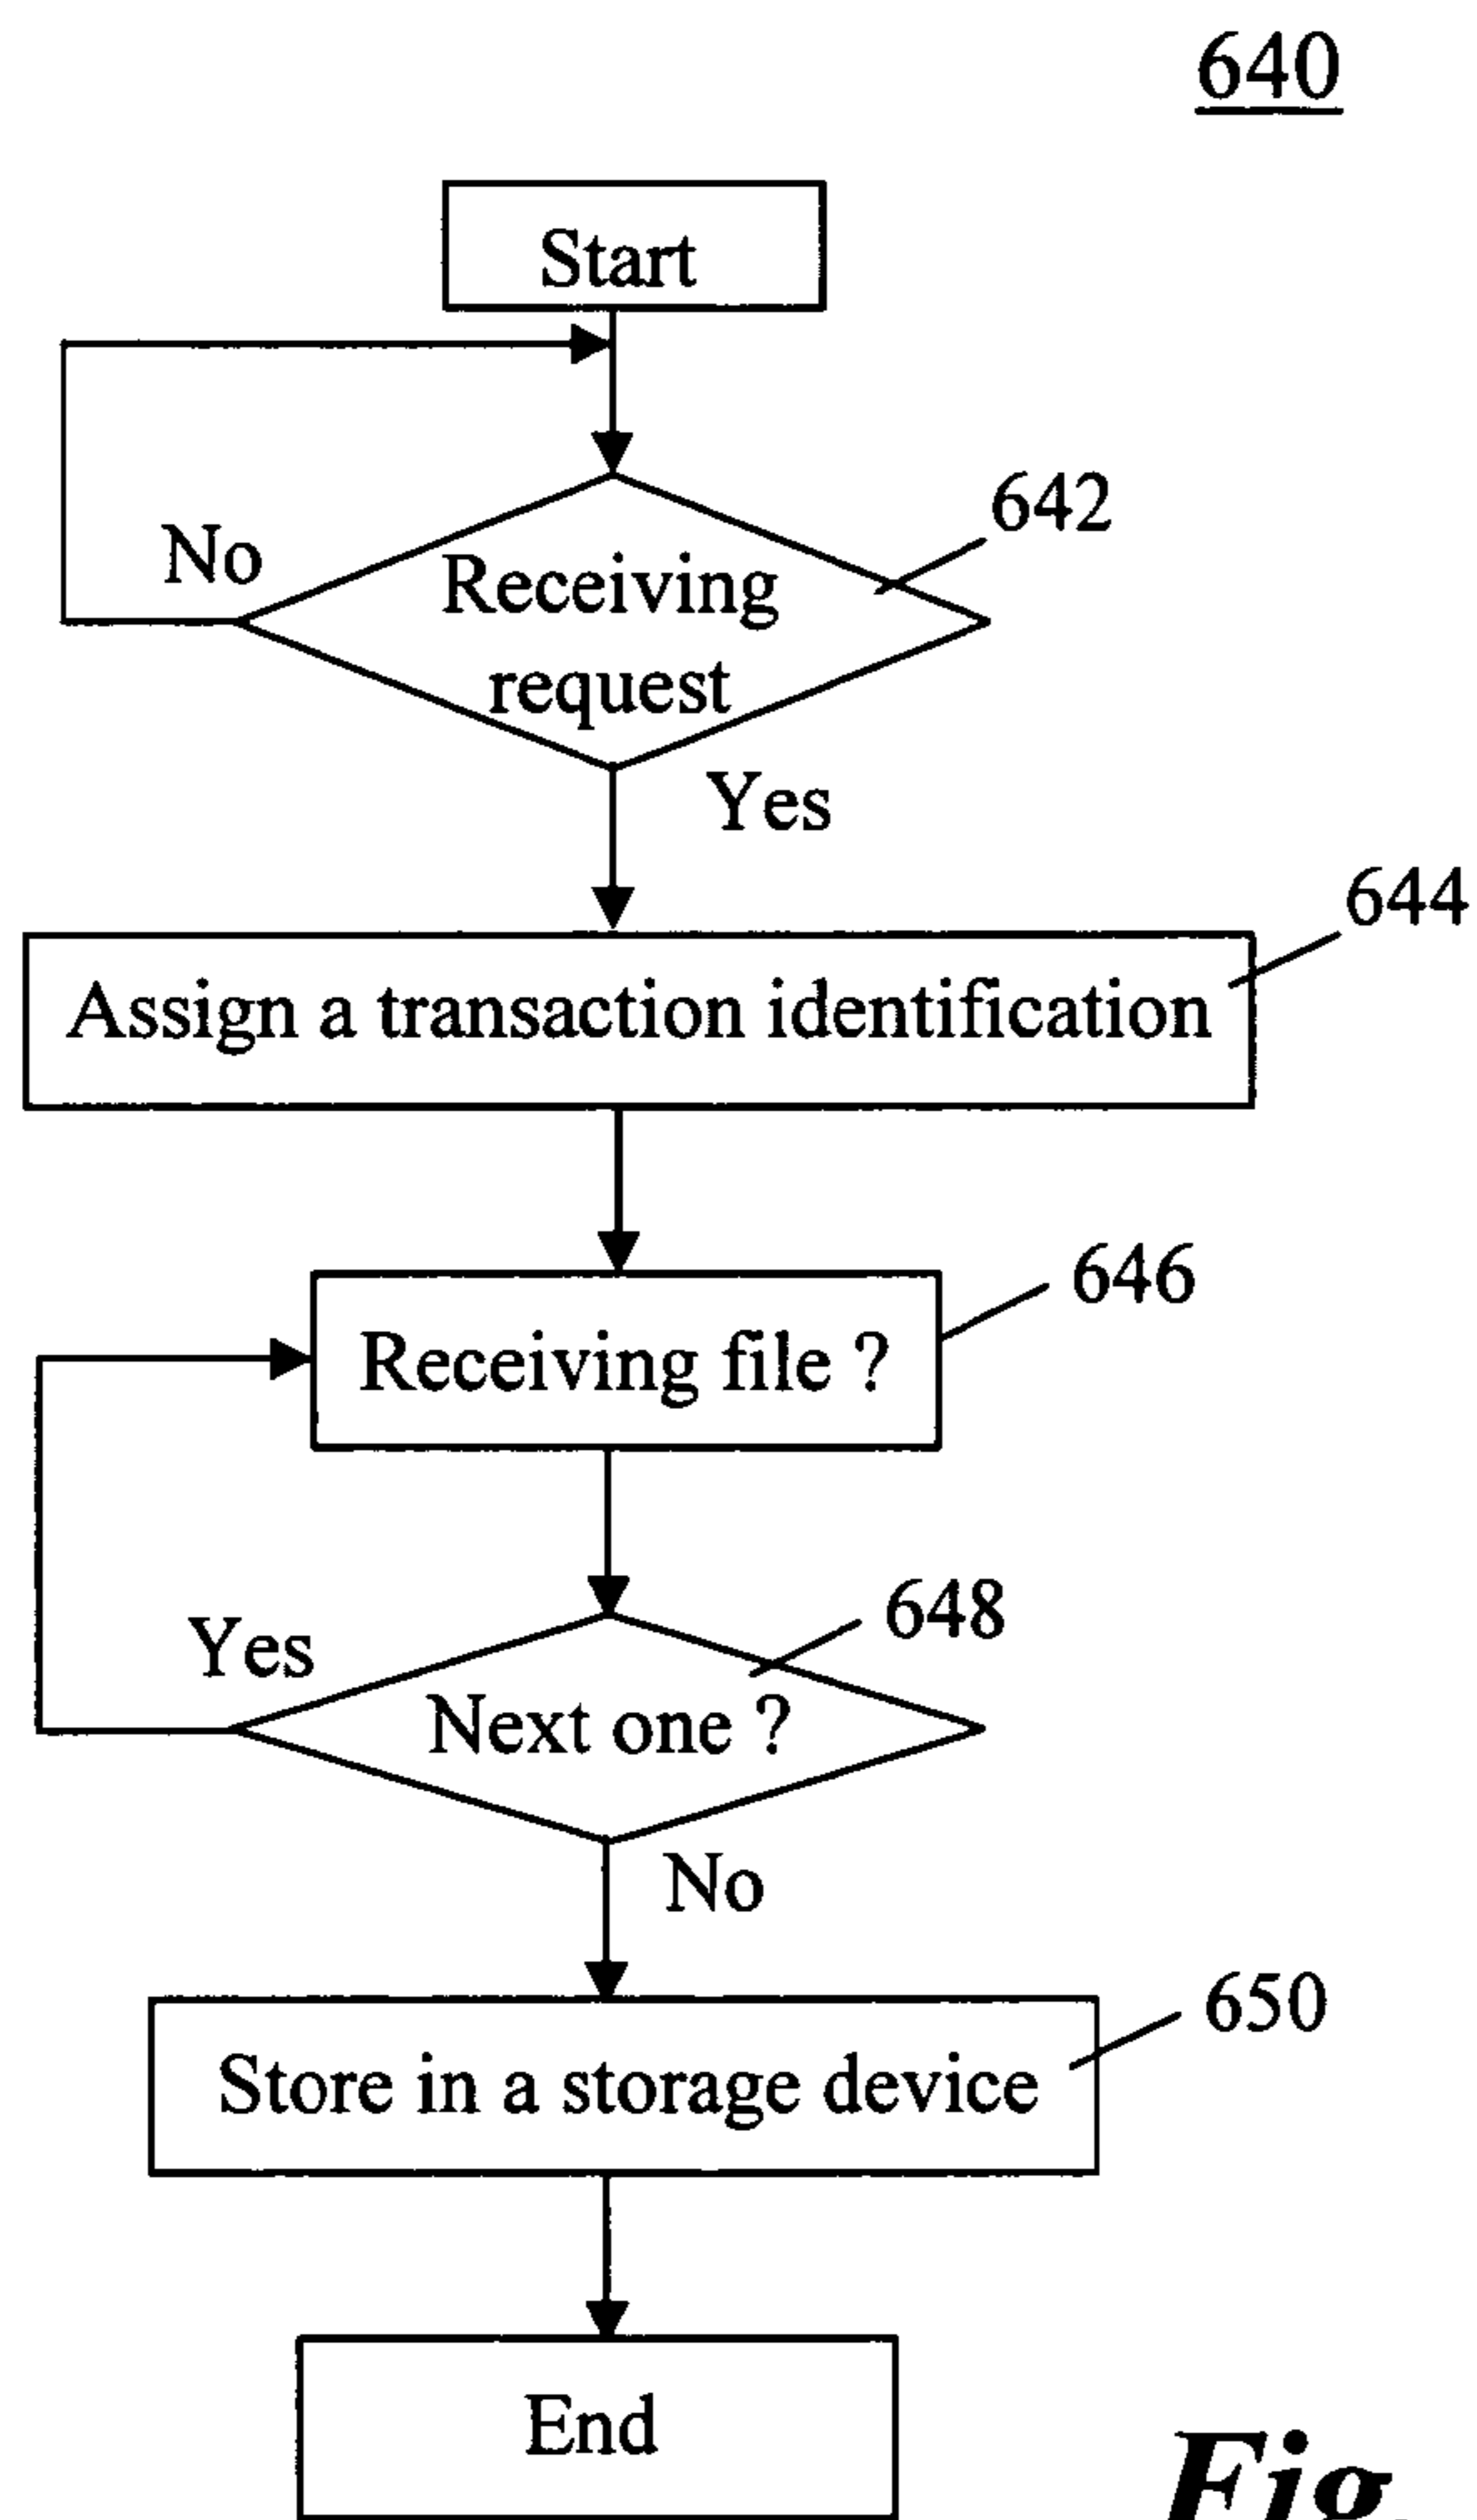 640
Start
No
642
Receiving
request
Yes
644
Assign a transaction identification
646
Receiving file ?
648
Yes
Next one ?
No
650
Store in a storage device
End
Fig.